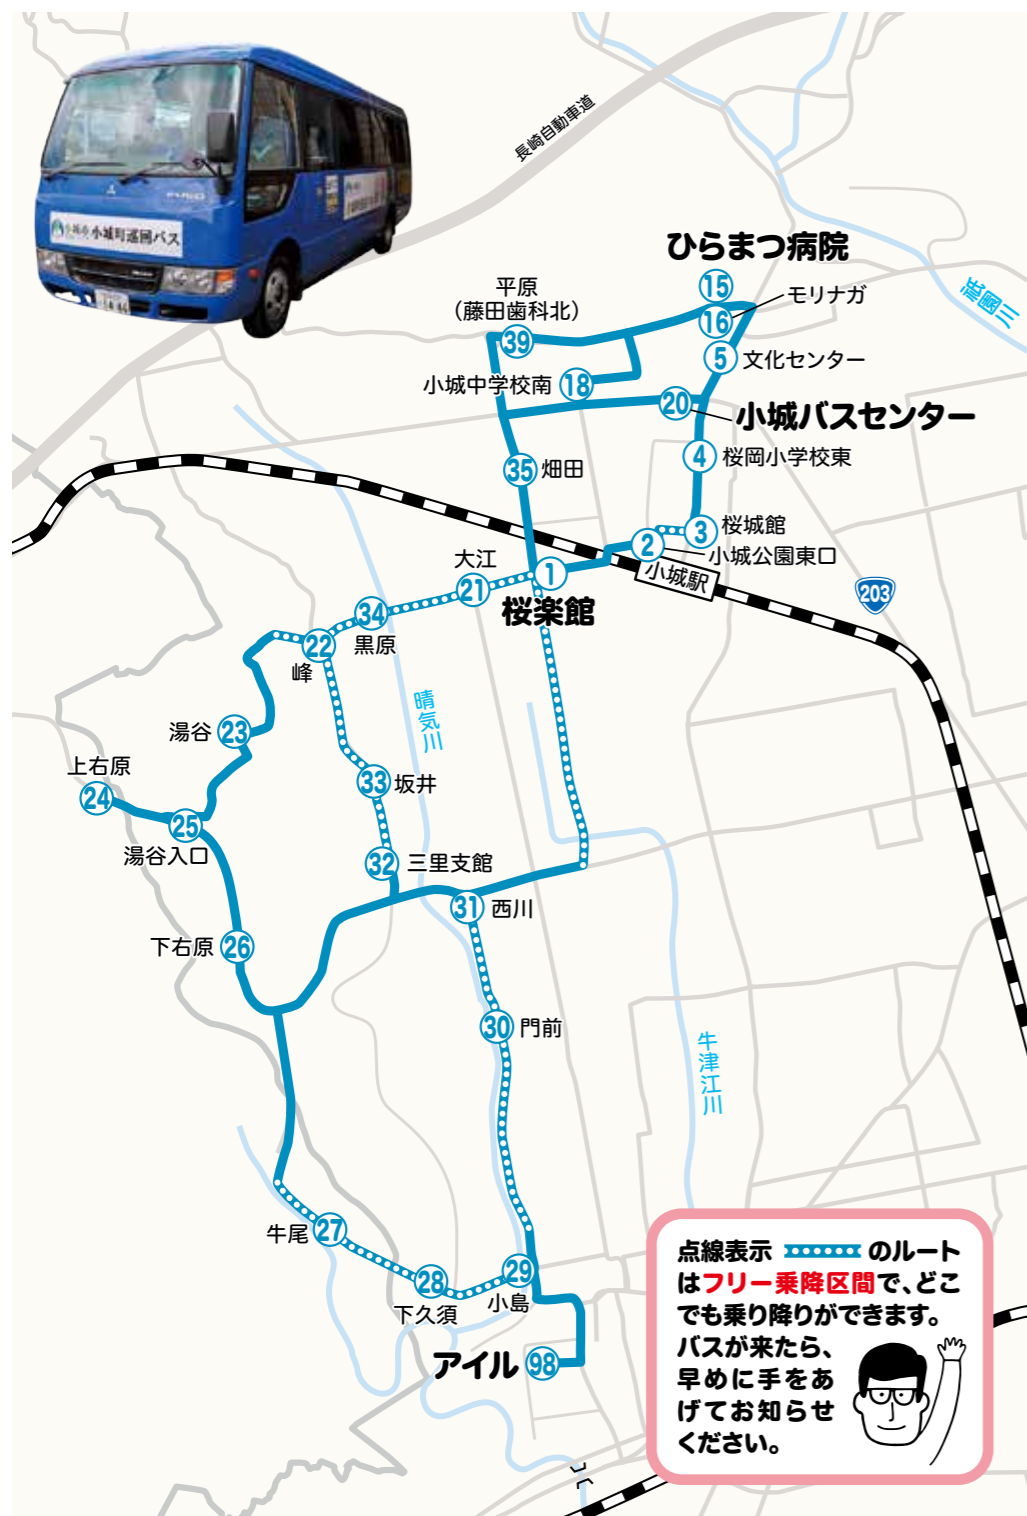 長崎自動車道
小城町巡回バス
ひらまつ病院
15
モリナガ
16
平原
（藤田歯科北）
39
5
文化センター
小城中学校南
18
20
小城バスセンター
4
桜岡小学校東
35
畑田
3
桜城館
2
小城公園東口
小城駅
203
大江
21
1
桜楽館
34
黒原
22
峰
晴気川
湯谷
23
上右原
24
33
坂井
25
湯谷入口
32
三里支館
31
西川
下右原
26
30
門前
牛津江川
牛尾
27
28
下久須
29
小島
アイル
98
点線表示のルート
はフリー乗降区間で、どこ
でも乗り降りができます。
バスが来たら、
早めに手をあ
げてお知らせ
ください。